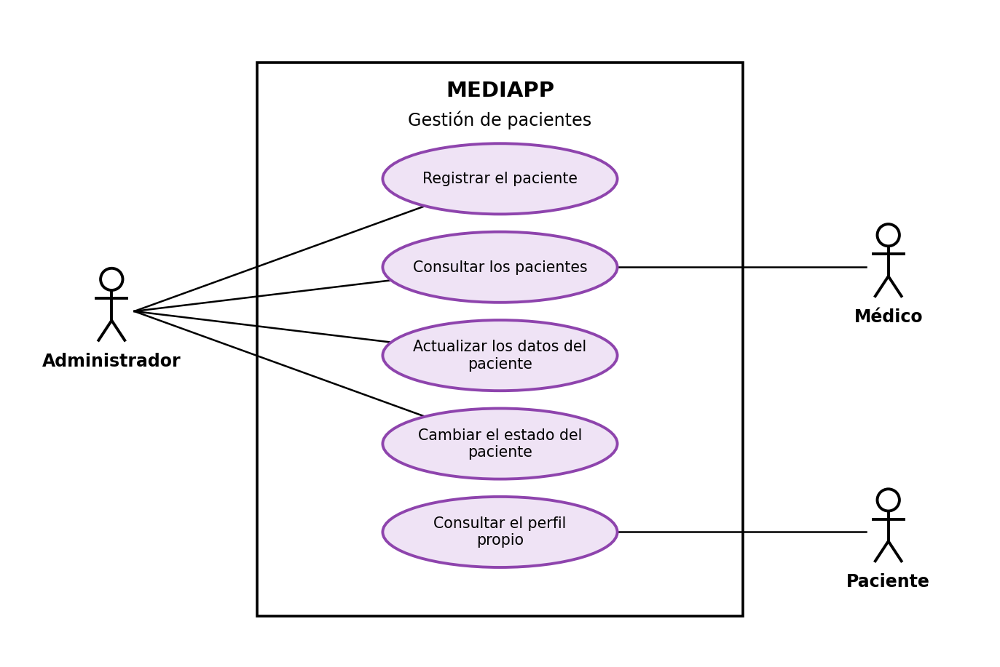 MEDIAPP
Gestión de pacientes
Registrar el paciente
Consultar los pacientes
Actualizar los datos del
paciente
Cambiar el estado del
paciente
Consultar el perfil
propio
Administrador
Médico
Paciente